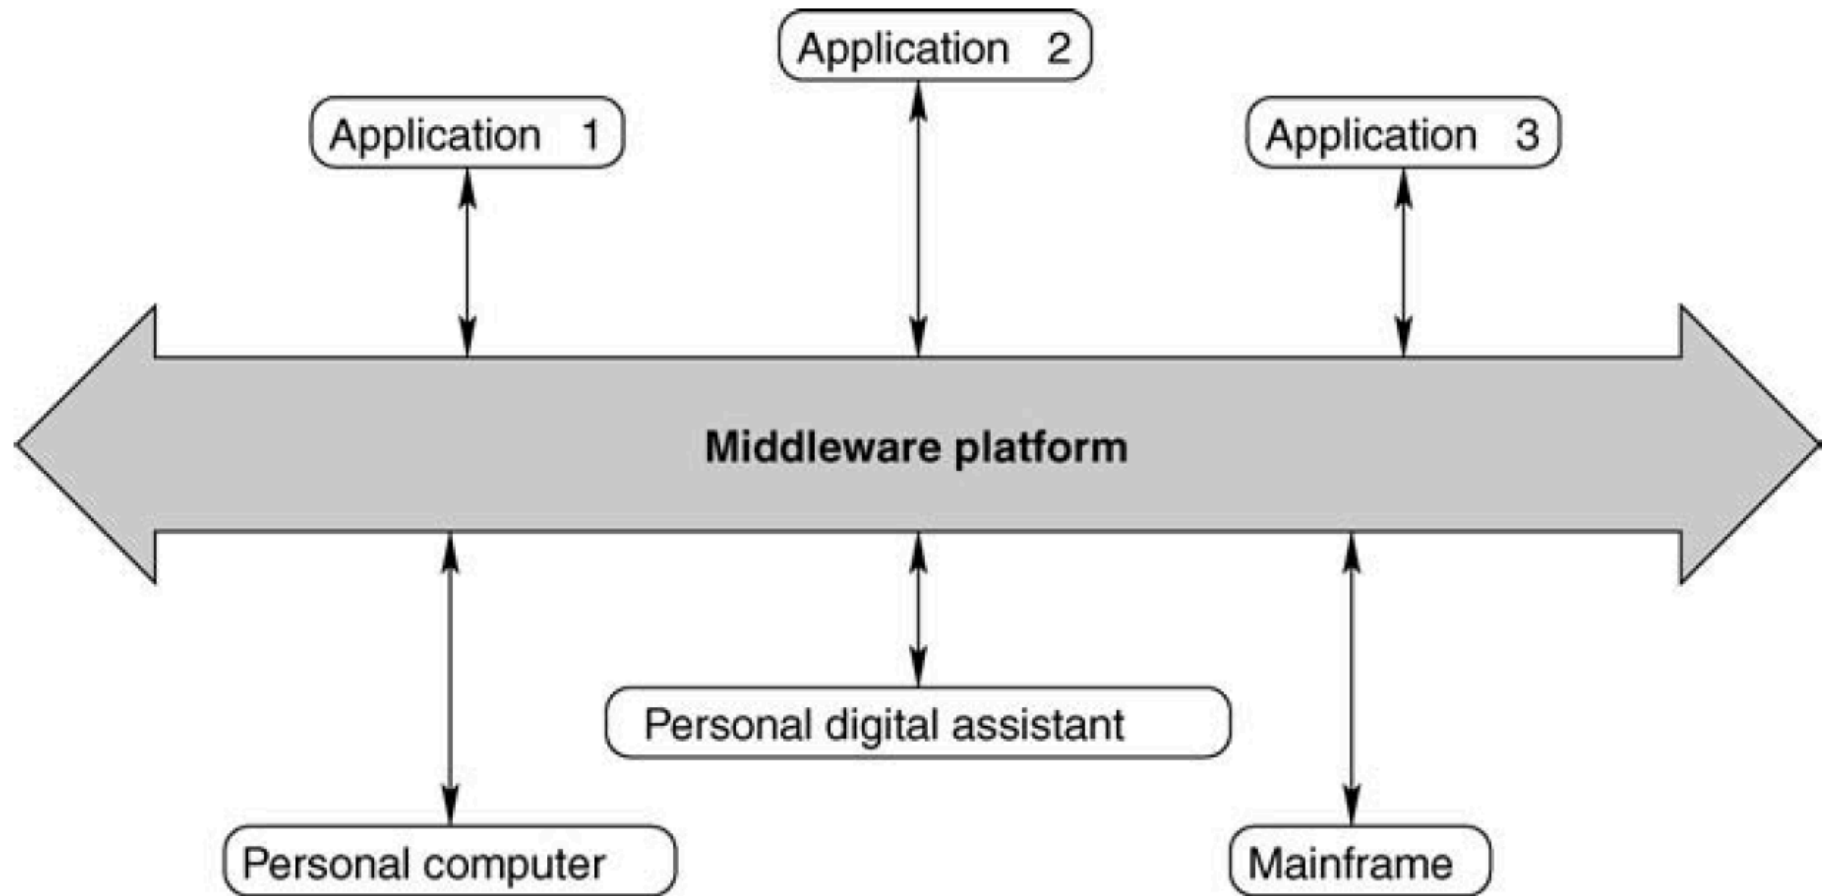 Application 2
Application 1
Application 3
Middleware platform
Personal digital assistant
Personal computer
Mainframe